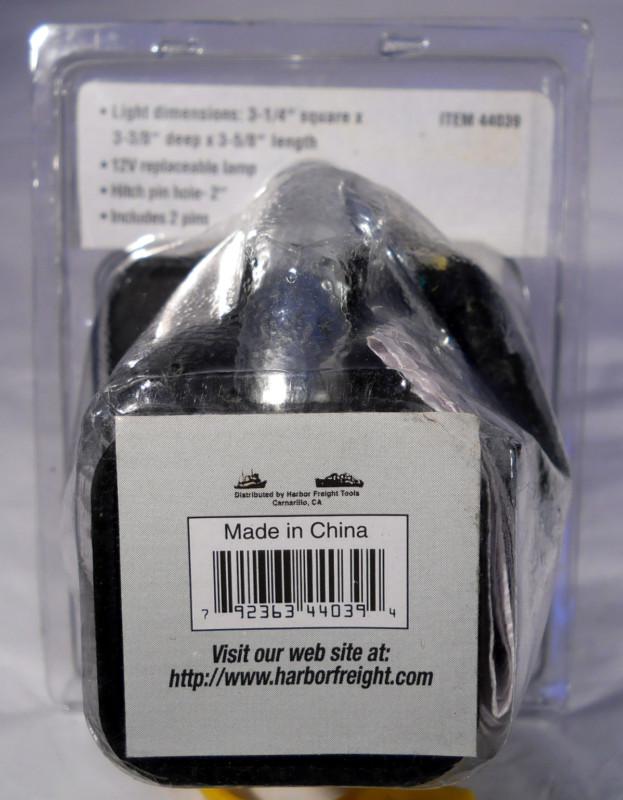 • Light dimensions: 3-1/4" square x
3-3/8" deep x 3-5/8" length
• 12V replaceable lamp
• Hitch pin hole- 2"
• Includes 2 pins
ITEM 44039
Distributed by Harbor Freight Tools
Camarillo, CA
Made in China
7 92363 44039 4
Visit our web site at:
http://www.harborfreight.com